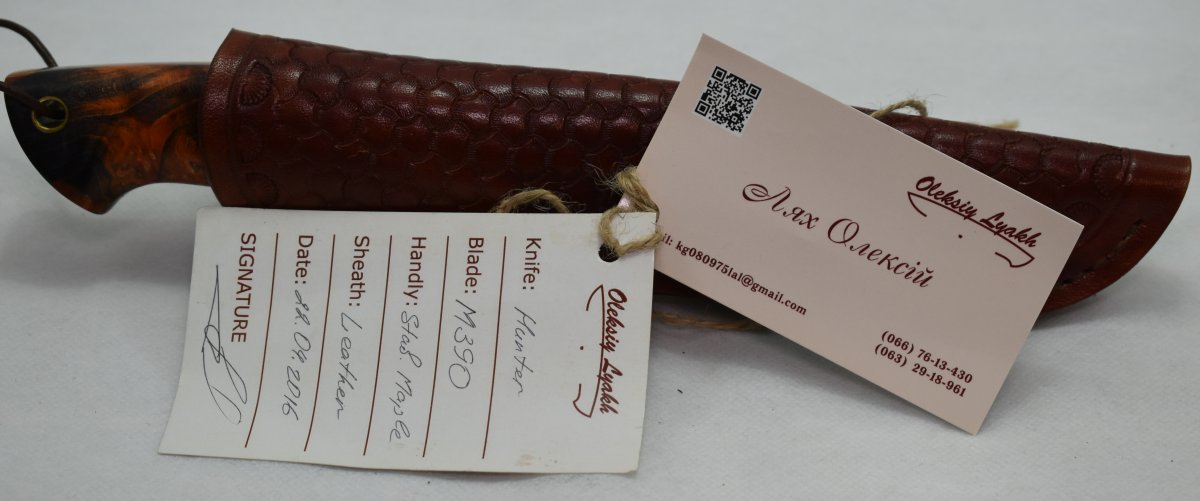 Oleksiy Lyakh
Knife: Hunter
Blade: M390
Handly: Stab. Maple
Sheath: Leather
Date: 22.04.2016
SIGNATURE
Oleksiy Lyakh
Лях Олексій
kg080975lal@gmail.com
(066) 76-13-430
(063) 29-18-961